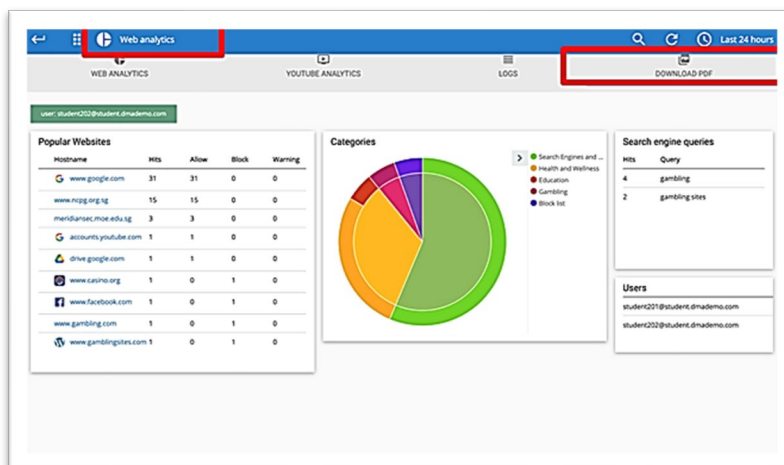 Web analytics
Last 24 hours
WEB ANALYTICS
YOUTUBE ANALYTICS
LOGS
DOWNLOAD PDF
user: student202@student.dmademo.com
Popular Websites
Hostname Hits Allow Block Warning
www.google.com 31 31 0 0
www.ncpg.org.sg 15 15 0 0
meridiansec.moe.edu.sg 3 3 0 0
accounts.youtube.com 1 1 0 0
drive.google.com 1 1 0 0
www.casino.org 1 0 1 0
www.facebook.com 1 0 1 0
www.gambling.com 1 0 1 0
www.gamblingsites.com 1 0 1 0
Categories
Search Engines and ...
Health and Wellness
Education
Gambling
Block list
Search engine queries
Hits Query
4 gambling
2 gambling sites
Users
student201@student.dmademo.com
student202@student.dmademo.com